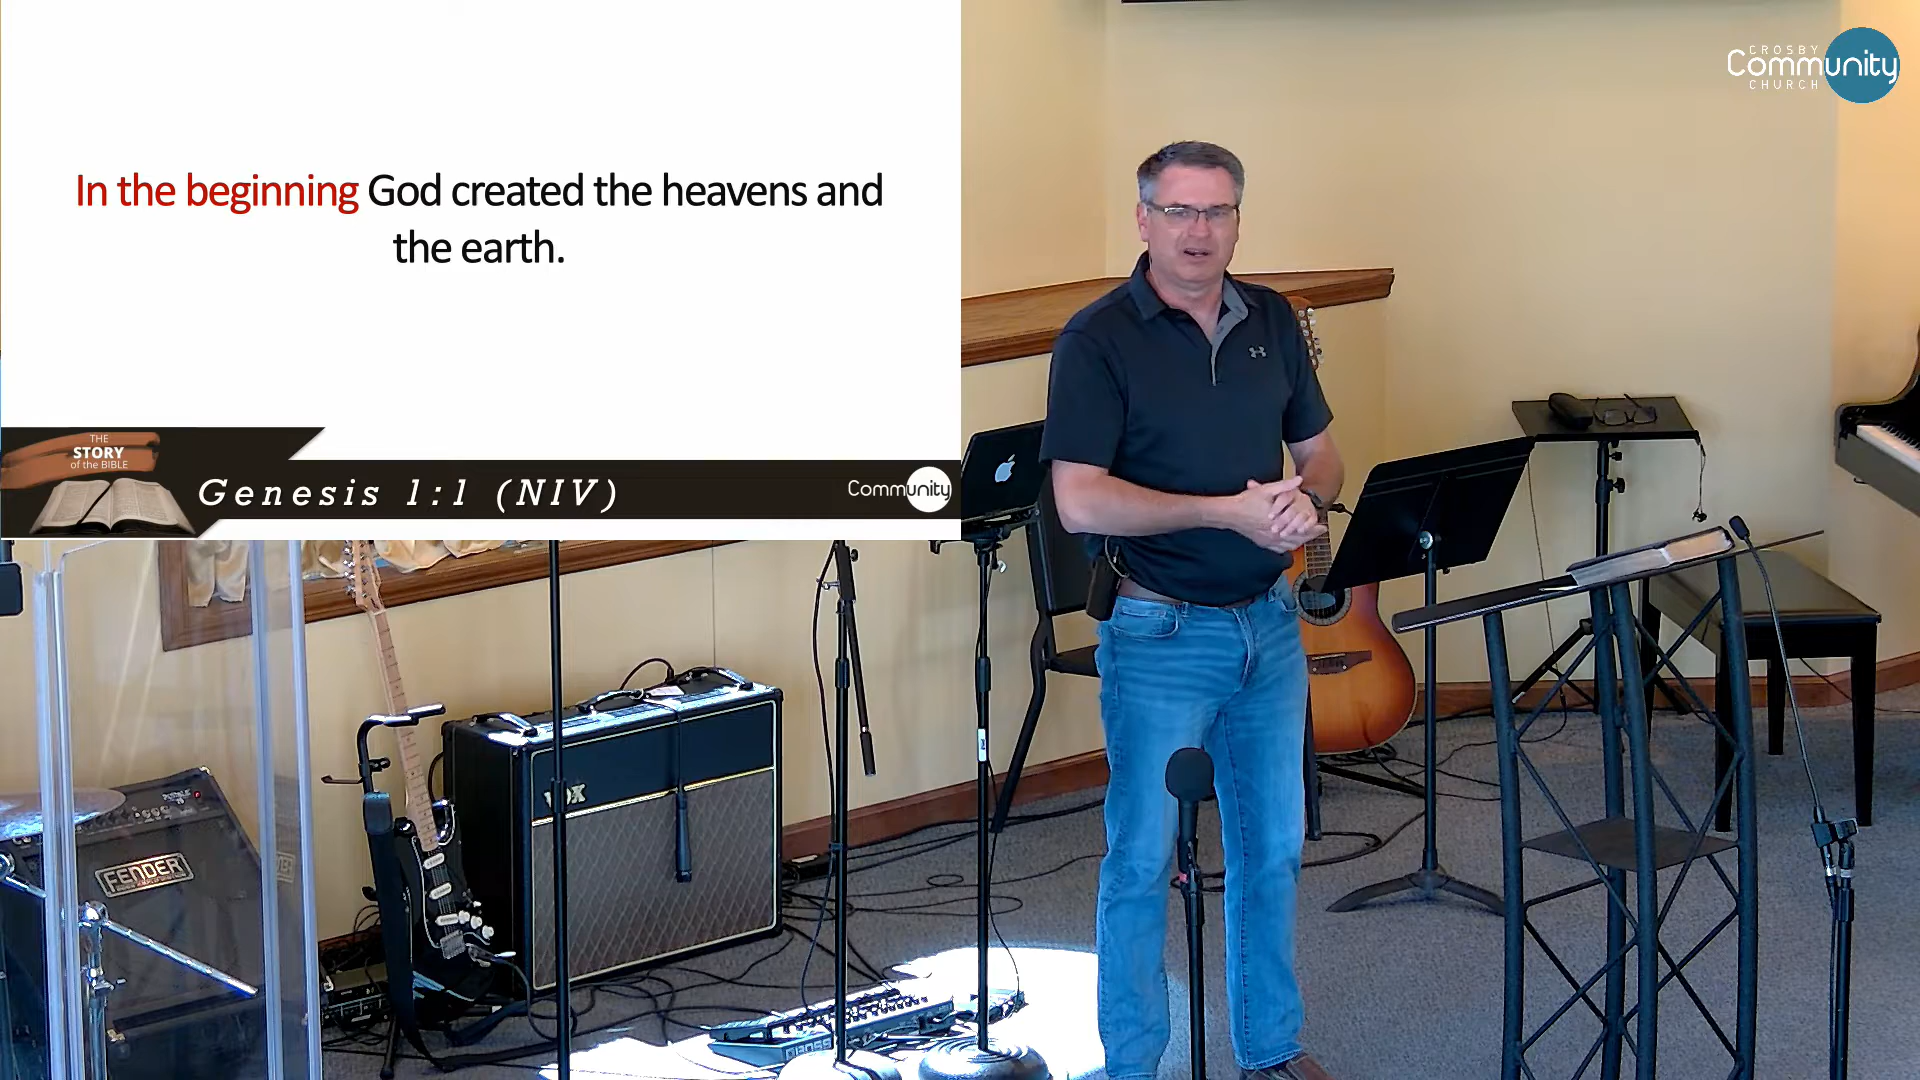 In the beginning God created the heavens and
the earth.
THE
STORY
of the BIBLE
Genesis 1:1 (NIV)
Community
CROSBY
Community
CHURCH
VOX
FENDER
BOSS